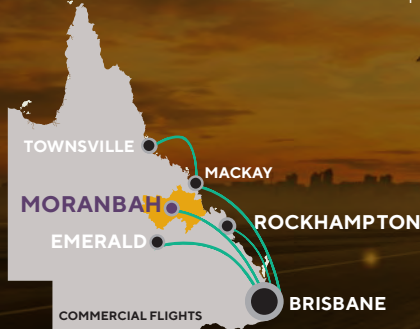 TOWNSVILLE
MACKAY
MORANBAH
ROCKHAMPTON
EMERALD
BRISBANE
COMMERCIAL FLIGHTS